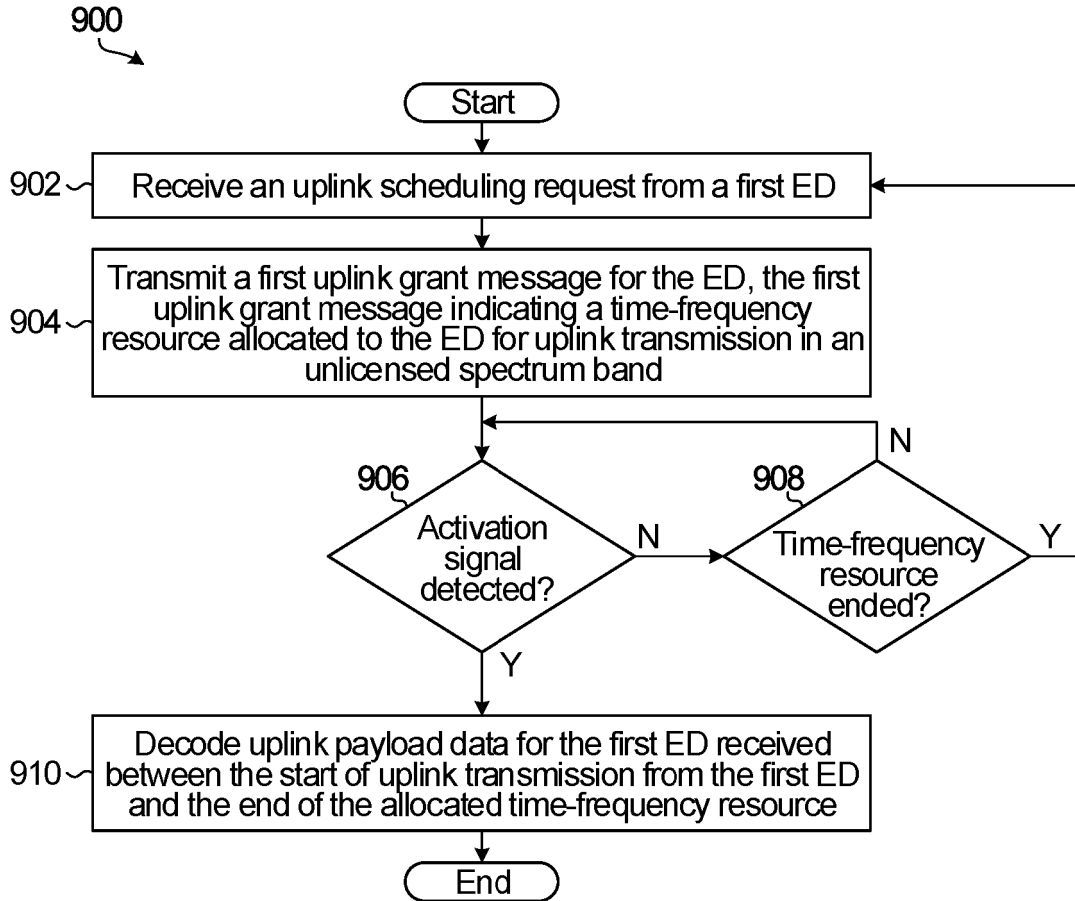 900
Start
902
Receive an uplink scheduling request from a first ED
904
Transmit a first uplink grant message for the ED, the first
uplink grant message indicating a time-frequency
resource allocated to the ED for uplink transmission in an
unlicensed spectrum band
906
Activation
signal
detected?
N
908
Time-frequency
resource
ended?
N
Y
Y
910
Decode uplink payload data for the first ED received
between the start of uplink transmission from the first ED
and the end of the allocated time-frequency resource
End